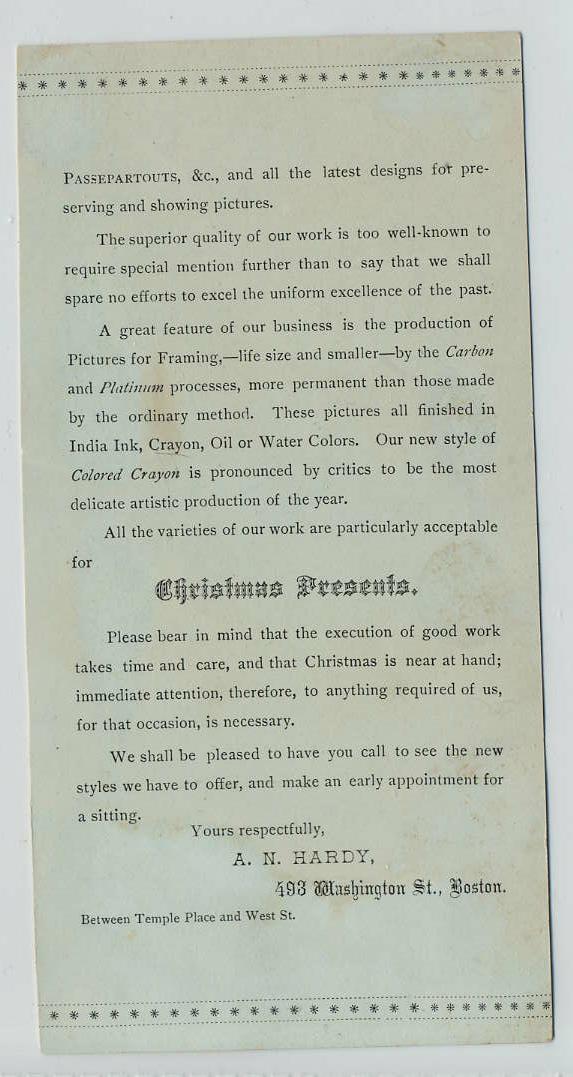 PASSEPARTOUTS, &c., and all the latest designs for pre-
serving and showing pictures.
The superior quality of our work is too well-known to
require special mention further than to say that we shall
spare no efforts to excel the uniform excellence of the past.
A great feature of our business is the production of
Pictures for Framing,—life size and smaller—by the Carbon
and Platinum processes, more permanent than those made
by the ordinary method. These pictures all finished in
India Ink, Crayon, Oil or Water Colors. Our new style of
Colored Crayon is pronounced by critics to be the most
delicate artistic production of the year.
All the varieties of our work are particularly acceptable
for
Christmas Presents.
Please bear in mind that the execution of good work
takes time and care, and that Christmas is near at hand;
immediate attention, therefore, to anything required of us,
for that occasion, is necessary.
We shall be pleased to have you call to see the new
styles we have to offer, and make an early appointment for
a sitting.
Yours respectfully,
A. N. HARDY,
493 Washington St., Boston.
Between Temple Place and West St.